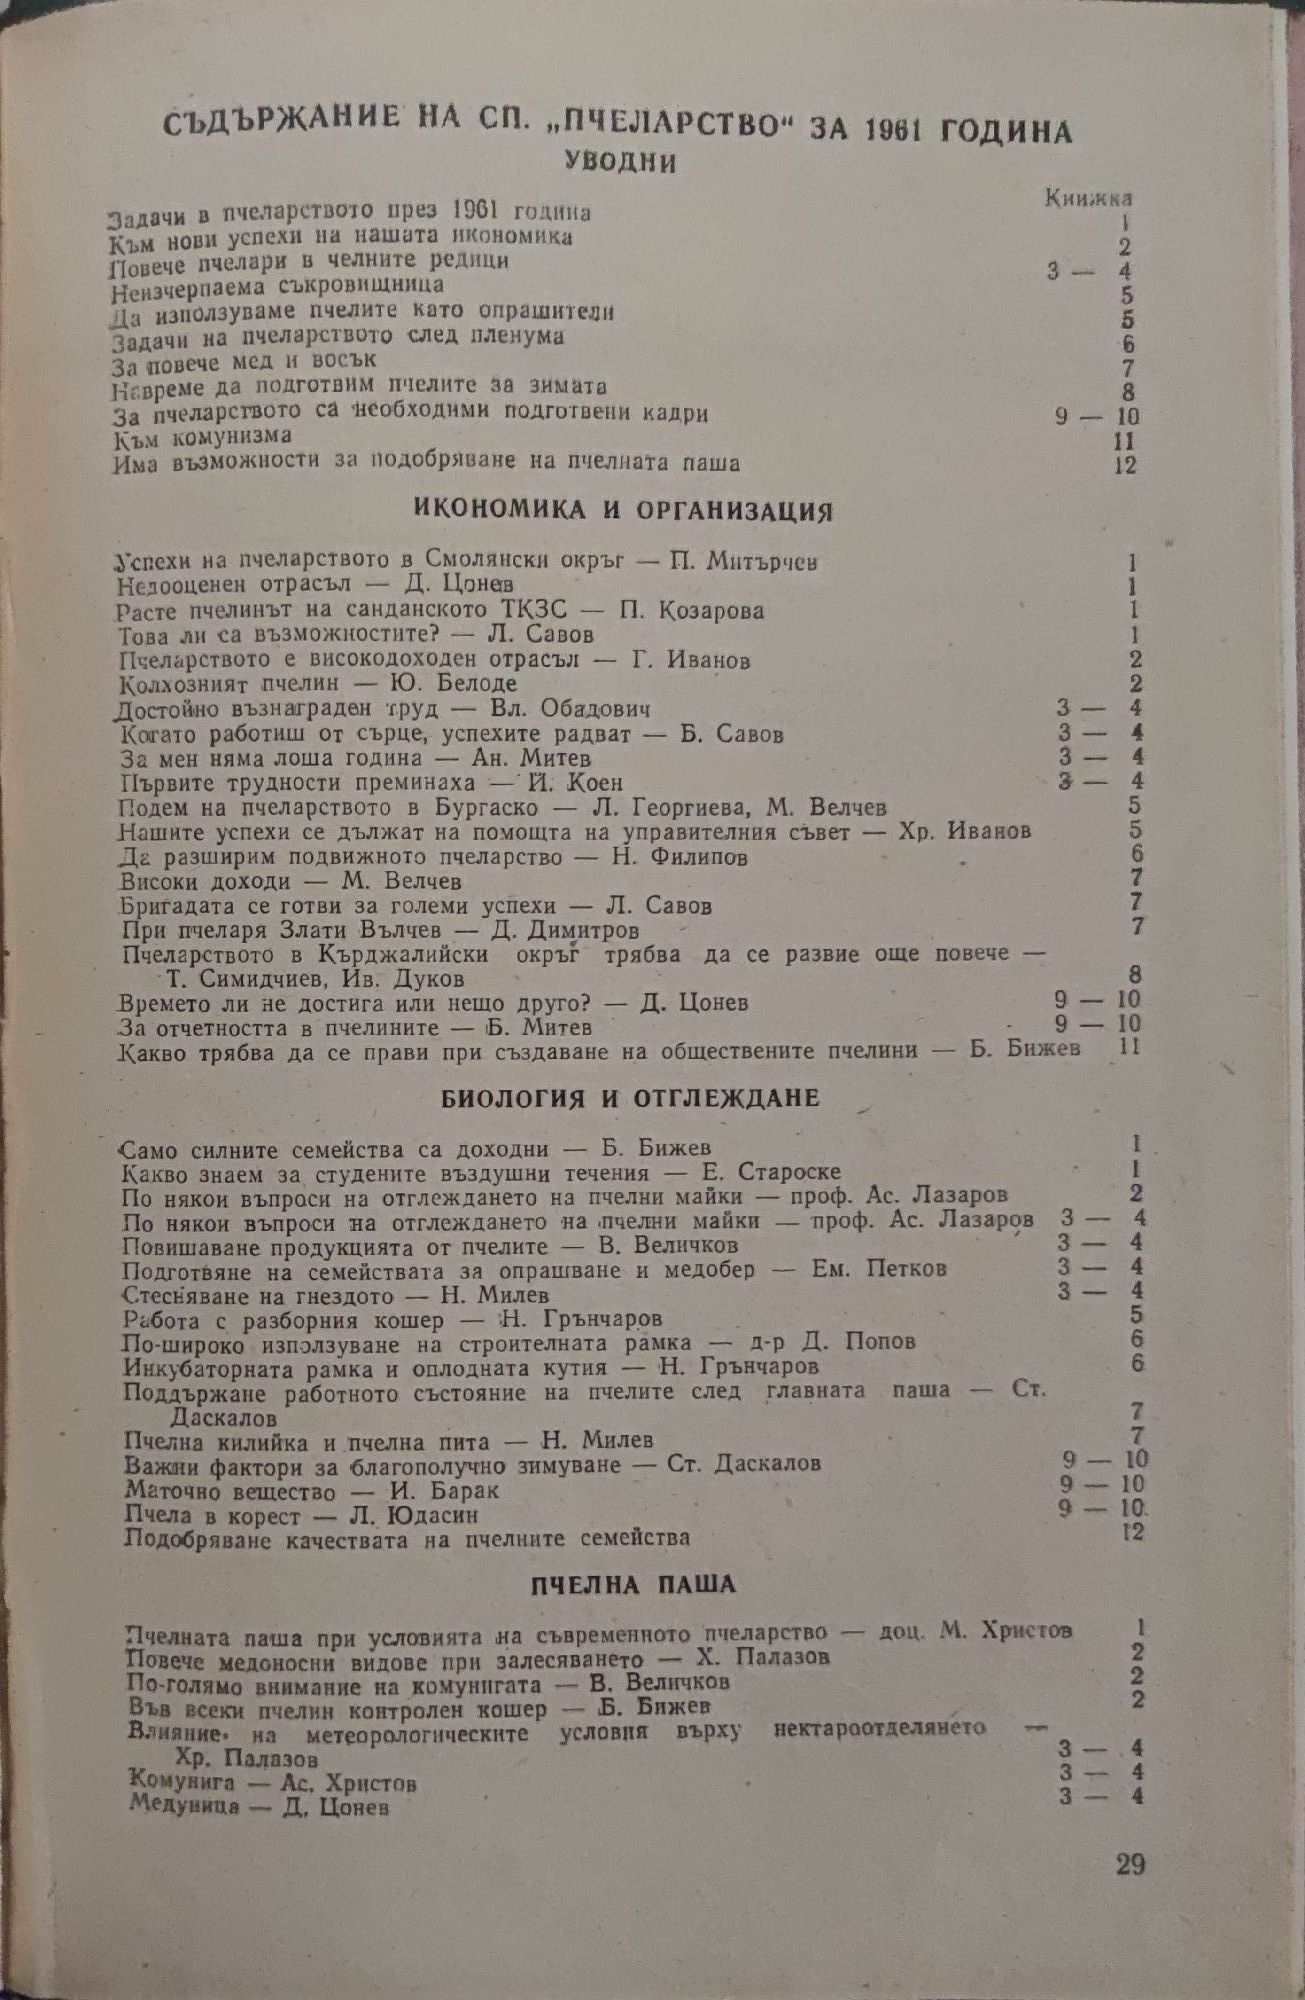 СЪДЪРЖАНИЕ НА СП. „ПЧЕЛАРСТВО" ЗА 1961 ГОДИНА
УВОДНИ
Книжка
Задачи в пчеларството през 1961 година 1
Към нови успехи на нашата икономика 2
Повече пчелари в челните редици 3 — 4
Неизчерпаема съкровищница 5
Да използуваме пчелите като опрашители 5
Задачи на пчеларството след пленума 6
За повече мед и восък 7
Навреме да подготвим пчелите за зимата 8
За пчеларството са необходими подготвени кадри 9 — 10
Към комунизма 11
Има възможности за подобряване на пчелната паша 12
ИКОНОМИКА И ОРГАНИЗАЦИЯ
Успехи на пчеларството в Смолянски окръг — П. Митърчев 1
Недооценен отрасъл — Д. Цонев 1
Расте пчелинът на санданското ТКЗС — П. Козарова 1
Това ли са възможностите? — Л. Савов 1
Пчеларството е високодоходен отрасъл — Г. Иванов 2
Колхозният пчелин — Ю. Белоде 2
Достойно възнаграден труд — Вл. Обадович 3 — 4
Когато работиш от сърце, успехите радват — Б. Савов 3 — 4
За мен няма лоша година — Ан. Митев 3 — 4
Първите трудности преминаха — И. Коен 3 — 4
Подем на пчеларството в Бургаско — Л. Георгиева, М. Велчев 5
Нашите успехи се дължат на помощта на управителния съвет — Хр. Иванов 5
Да разширим подвижното пчеларство — Н. Филипов 6
Високи доходи — М. Велчев 7
Бригадата се готви за големи успехи — Л. Савов 7
При пчеларя Злати Вълчев — Д. Димитров 7
Пчеларството в Кърджалийски окръг трябва да се развие още повече —
Т. Симидчиев, Ив. Дуков 8
Времето ли не достига или нещо друго? — Д. Цонев 9 — 10
За отчетността в пчелините — Б. Митев 9 — 10
Какво трябва да се прави при създаване на обществените пчелини — Б. Бижев 11
БИОЛОГИЯ И ОТГЛЕЖДАНЕ
Само силните семейства са доходни — Б. Бижев 1
Какво знаем за студените въздушни течения — Е. Староске 1
По някои въпроси на отглеждането на пчелни майки — проф. Ас. Лазаров 2
По някои въпроси на отглеждането на пчелни майки — проф. Ас. Лазаров 3 — 4
Повишаване продукцията от пчелите — В. Величков 3 — 4
Подготвяне на семействата за опрашване и медобер — Ем. Петков 3 — 4
Стесняване на гнездото — Н. Милев 3 — 4
Работа с разборния кошер — Н. Грънчаров 5
По-широко използуване на строителната рамка — д-р Д. Попов 6
Инкубаторната рамка и оплодната кутия — Н. Грънчаров 6
Поддържане работното състояние на пчелите след главната паша — Ст.
Даскалов 7
Пчелна килийка и пчелна пита — Н. Милев 7
Важни фактори за благополучно зимуване — Ст. Даскалов 9 — 10
Маточно вещество — И. Барак 9 — 10
Пчела в корест — Л. Юдасин 9 — 10
Подобряване качествата на пчелните семейства 12
ПЧЕЛНА ПАША
Пчелната паша при условията на съвременното пчеларство — доц. М. Христов 1
Повече медоносни видове при залесяването — Х. Палазов 2
По-голямо внимание на комунигата — В. Величков 2
Във всеки пчелин контролен кошер — Б. Бижев 2
Влияние на метеорологическите условия върху нектароотделянето —
Хр. Палазов 3 — 4
Комунига — Ас. Христов 3 — 4
Медуница — Д. Цонев 3 — 4
29